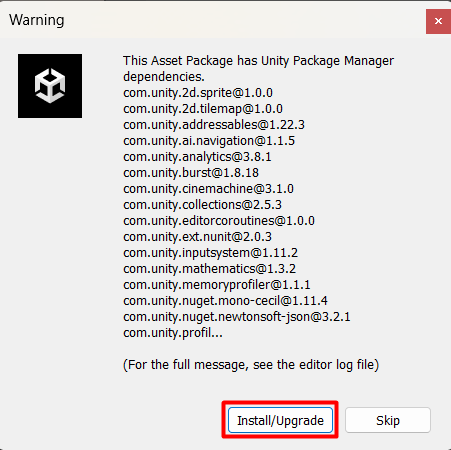 Warning
This Asset Package has Unity Package Manager
dependencies.
com.unity.2d.sprite@1.0.0
com.unity.2d.tilemap@1.0.0
com.unity.addressables@1.22.3
com.unity.ai.navigation@1.1.5
com.unity.analytics@3.8.1
com.unity.burst@1.8.18
com.unity.cinemachine@3.1.0
com.unity.collections@2.5.3
com.unity.editorcoroutines@1.0.0
com.unity.ext.nunit@2.0.3
com.unity.inputsystem@1.11.2
com.unity.mathematics@1.3.2
com.unity.memoryprofiler@1.1.1
com.unity.nuget.mono-cecil@1.11.4
com.unity.nuget.newtonsoft-json@3.2.1
com.unity.profil...
(For the full message, see the editor log file)
Install/Upgrade
Skip